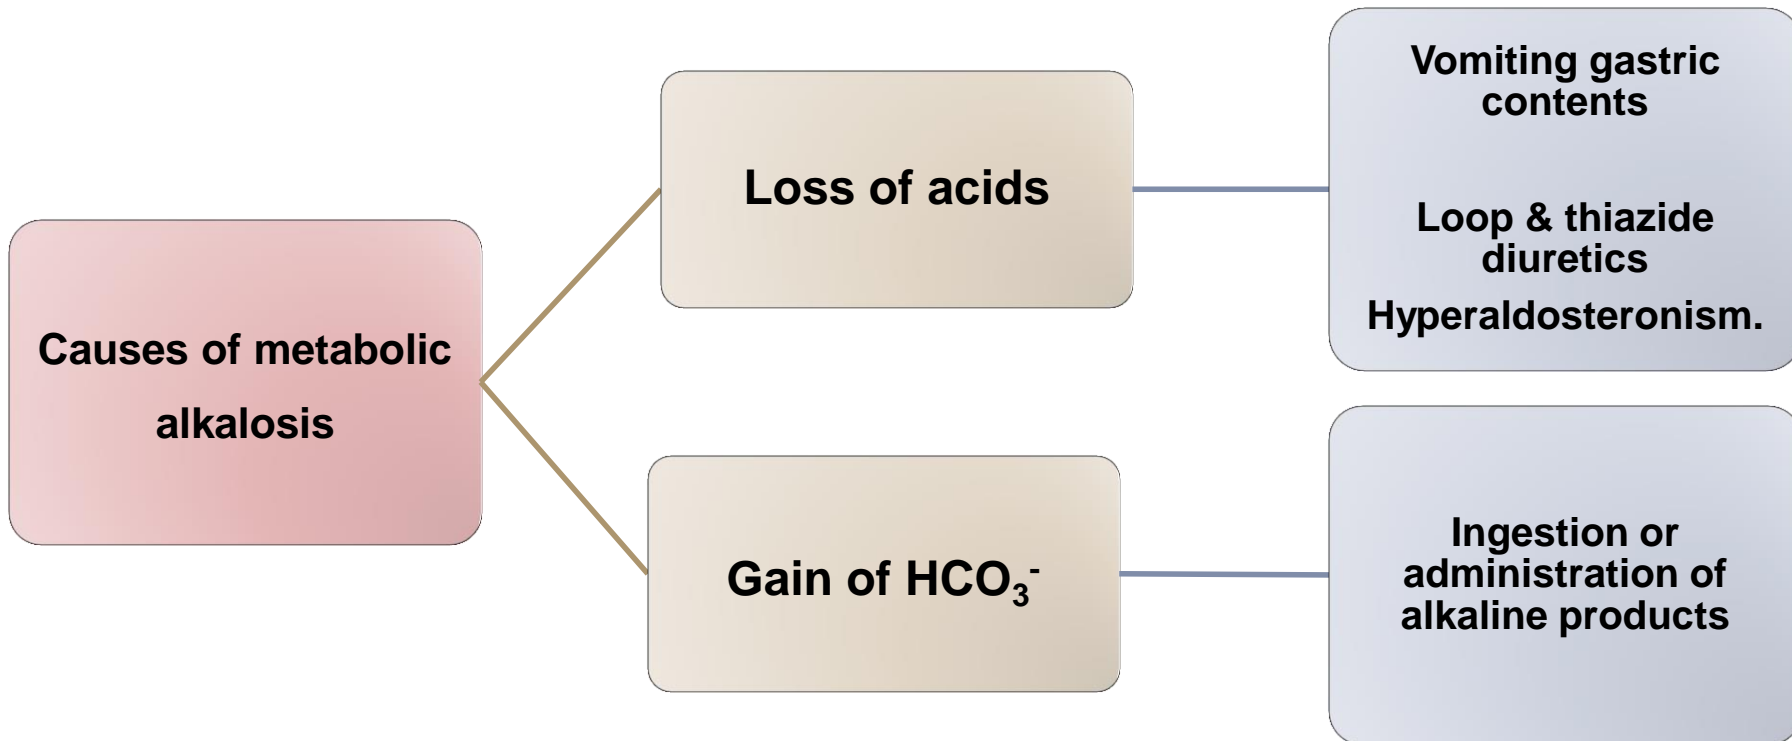 Causes of metabolic
alkalosis
Loss of acids
Vomiting gastric
contents
Loop & thiazide
diuretics
Hyperaldosteronism.
Gain of HCO₃⁻
Ingestion or
administration of
alkaline products